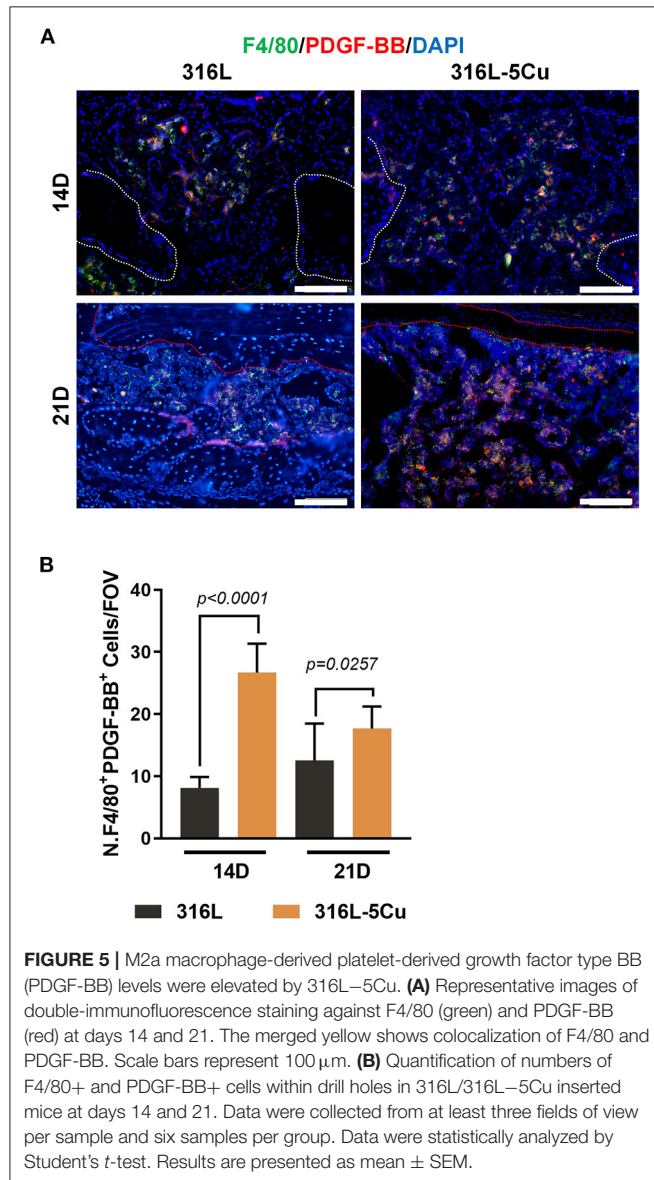 A
F4/80/PDGF-BB/DAPI
316L 316L-5Cu
14D
21D
B
N.F4/80+PDGF-BB+ Cells/FOV
40
30
20
10
0
p<0.0001
p=0.0257
14D 21D
316L 316L-5Cu
FIGURE 5 | M2a macrophage-derived platelet-derived growth factor type BB
(PDGF-BB) levels were elevated by 316L−5Cu. (A) Representative images of
double-immunofluorescence staining against F4/80 (green) and PDGF-BB
(red) at days 14 and 21. The merged yellow shows colocalization of F4/80 and
PDGF-BB. Scale bars represent 100 μm. (B) Quantification of numbers of
F4/80+ and PDGF-BB+ cells within drill holes in 316L/316L−5Cu inserted
mice at days 14 and 21. Data were collected from at least three fields of view
per sample and six samples per group. Data were statistically analyzed by
Student's t-test. Results are presented as mean ± SEM.